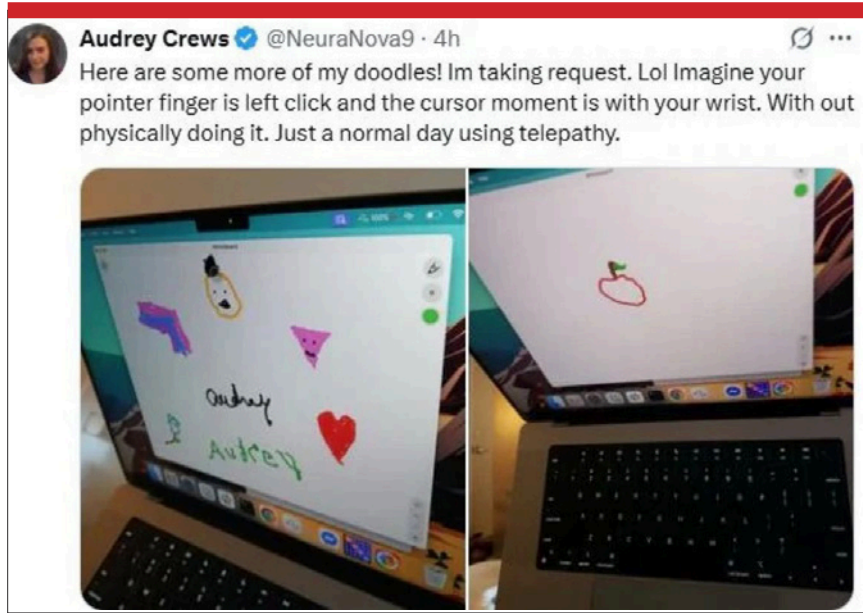 Audrey Crews @NeuraNova9 · 4h
Here are some more of my doodles! Im taking request. Lol Imagine your
pointer finger is left click and the cursor moment is with your wrist. With out
physically doing it. Just a normal day using telepathy.
audrey
Audrey